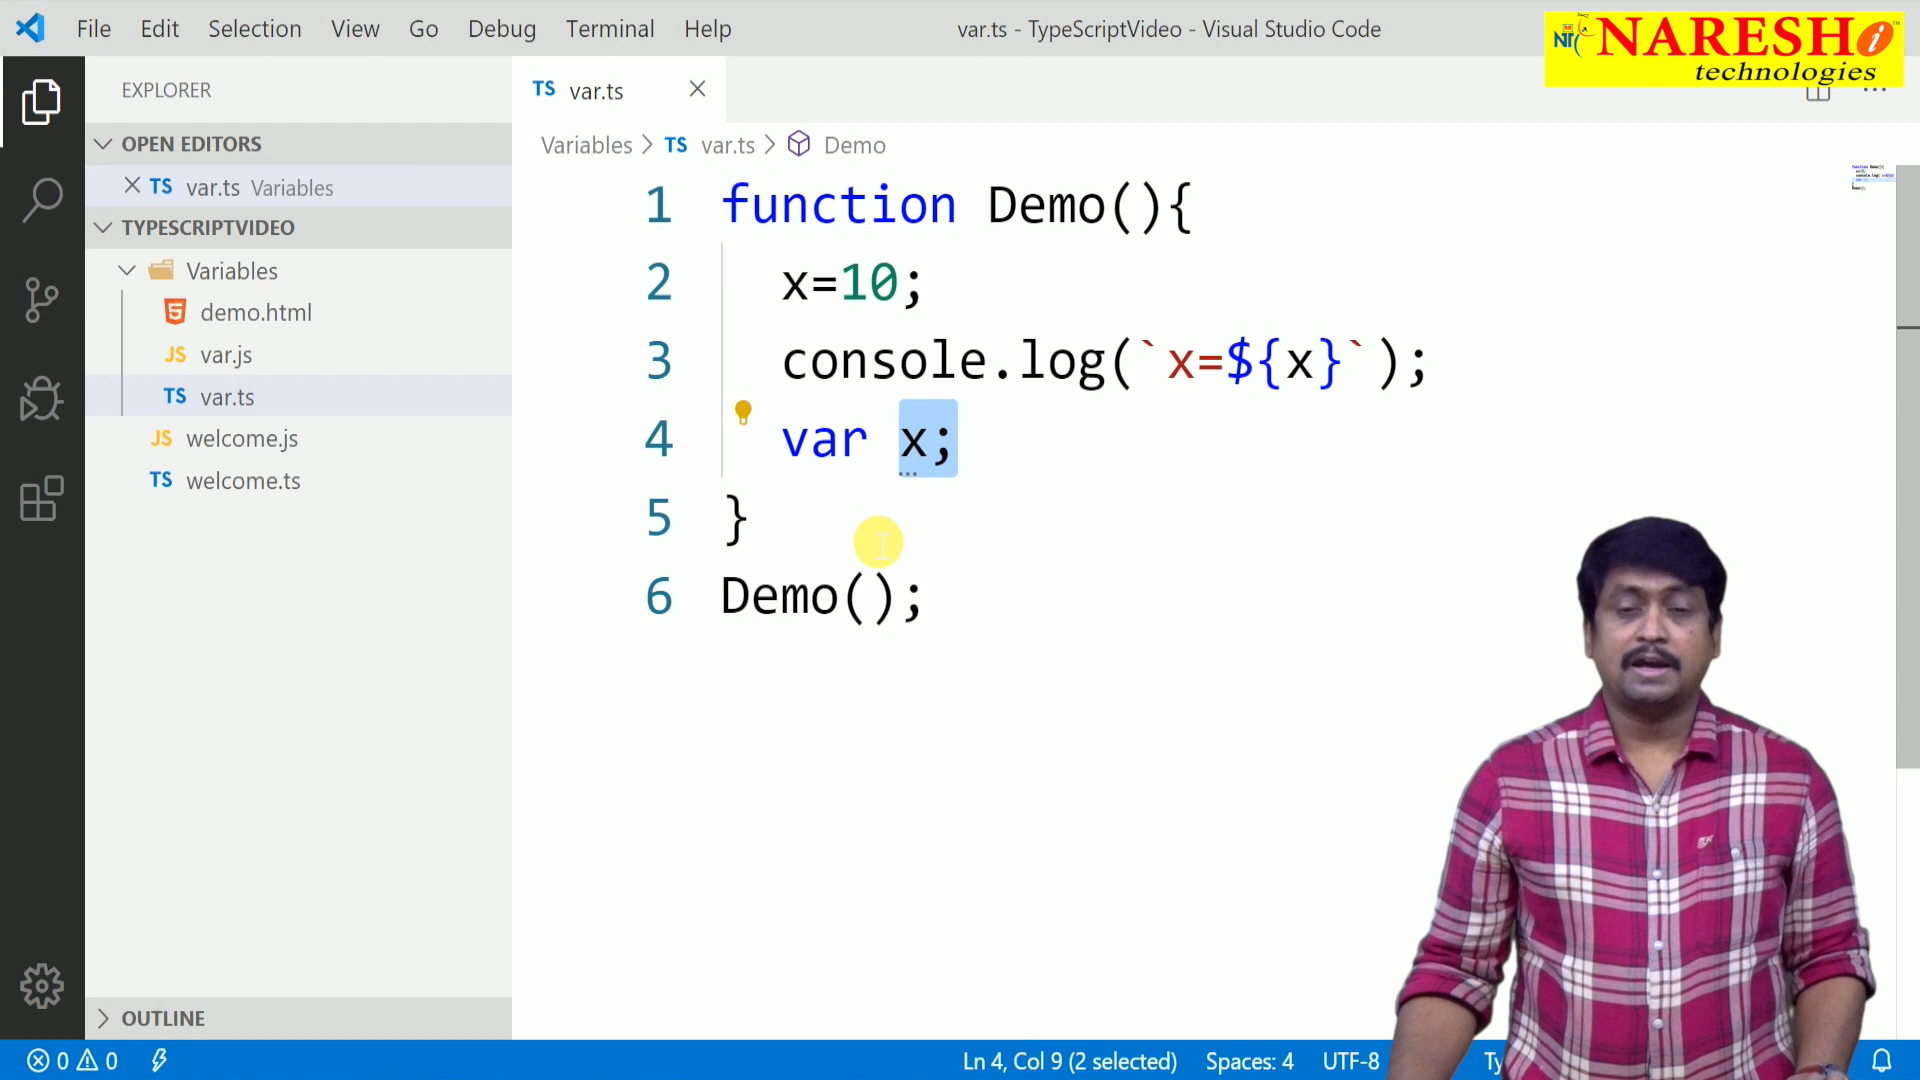 File Edit Selection View Go Debug Terminal Help
var.ts - TypeScriptVideo - Visual Studio Code
NARESH i
technologies
EXPLORER
OPEN EDITORS
TS var.ts Variables
TYPESCRIPTVIDEO
Variables
demo.html
JS var.js
TS var.ts
JS welcome.js
TS welcome.ts
OUTLINE
TS var.ts
Variables > TS var.ts > Demo
1 function Demo(){
2 x=10;
3 console.log(`x=${x}`);
4 var x;
5 }
6 Demo();
0 0
Ln 4, Col 9 (2 selected) Spaces: 4 UTF-8